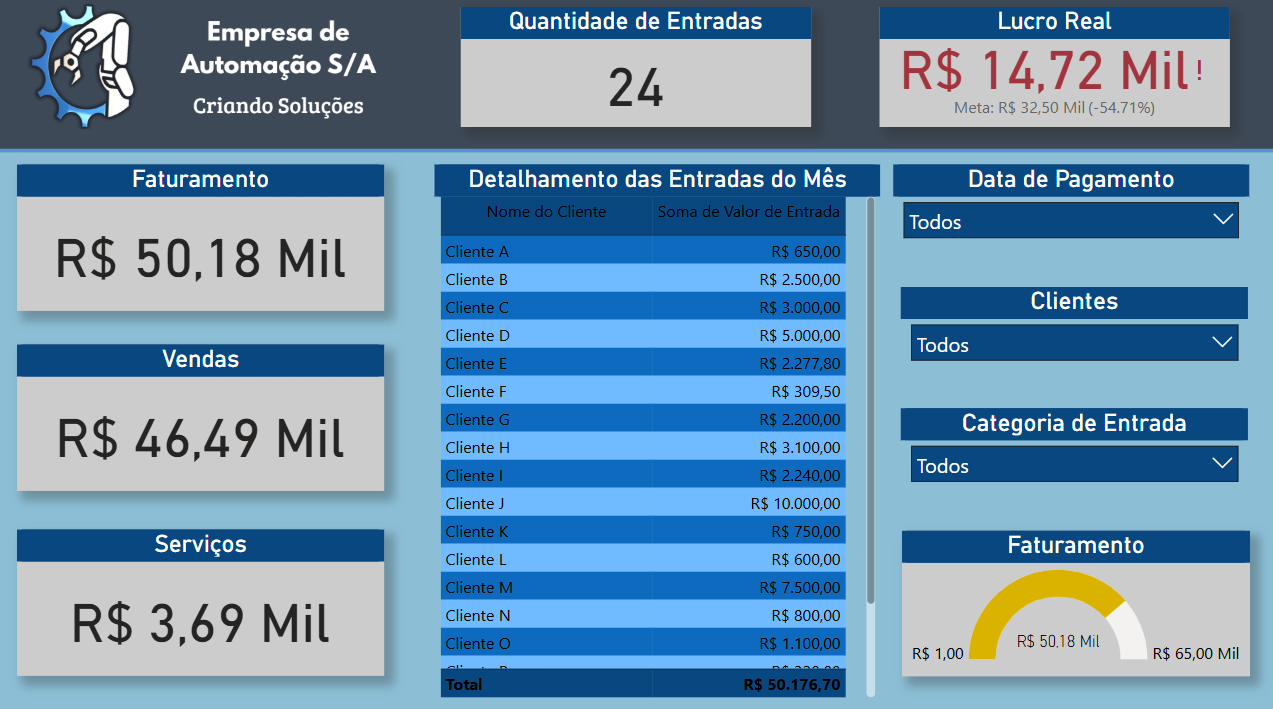 Empresa de
Automação S/A
Criando Soluções
Quantidade de Entradas
24
Lucro Real
R$ 14,72 Mil!
Meta: R$ 32,50 Mil (-54.71%)
Faturamento
R$ 50,18 Mil
Vendas
R$ 46,49 Mil
Serviços
R$ 3,69 Mil
Detalhamento das Entradas do Mês
Nome do Cliente Soma de Valor de Entrada
Cliente A R$ 650,00
Cliente B R$ 2.500,00
Cliente C R$ 3.000,00
Cliente D R$ 5.000,00
Cliente E R$ 2.277,80
Cliente F R$ 309,50
Cliente G R$ 2.200,00
Cliente H R$ 3.100,00
Cliente I R$ 2.240,00
Cliente J R$ 10.000,00
Cliente K R$ 750,00
Cliente L R$ 600,00
Cliente M R$ 7.500,00
Cliente N R$ 800,00
Cliente O R$ 1.100,00
Cliente
Total R$ 50.176,70
Data de Pagamento
Todos
Clientes
Todos
Categoria de Entrada
Todos
Faturamento
R$ 50,18 Mil
R$ 1,00 R$ 65,00 Mil